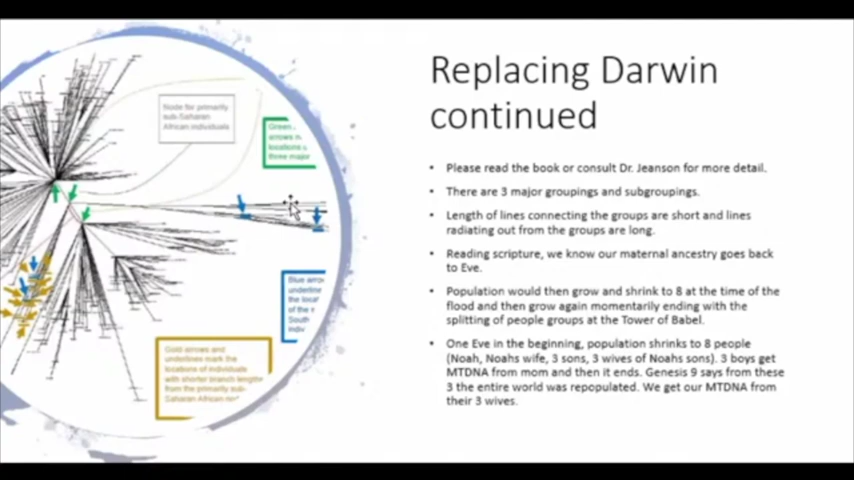 Replacing Darwin
continued
• Please read the book or consult Dr. Jeanson for more detail.
• There are 3 major groupings and subgroupings.
• Length of lines connecting the groups are short and lines
radiating out from the groups are long.
• Reading scripture, we know our maternal ancestry goes back
to Eve.
• Population would then grow and shrink to 8 at the time of the
flood and then grow again momentarily ending with the
splitting of people groups at the Tower of Babel.
• One Eve in the beginning, population shrinks to 8 people
(Noah, Noahs wife, 3 sons, 3 wives of Noahs sons). 3 boys get
MTDNA from mom and then it ends. Genesis 9 says from these
3 the entire world was repopulated. We get our MTDNA from
their 3 wives.
Node for primarily
sub-Saharan
African individuals
Green
arrows
locations
three major
Blue
underline
the
of the
South
Gold arrows and
underlines mark the
locations of individuals
with shorter branch lengths
from the primarily sub-
Saharan African